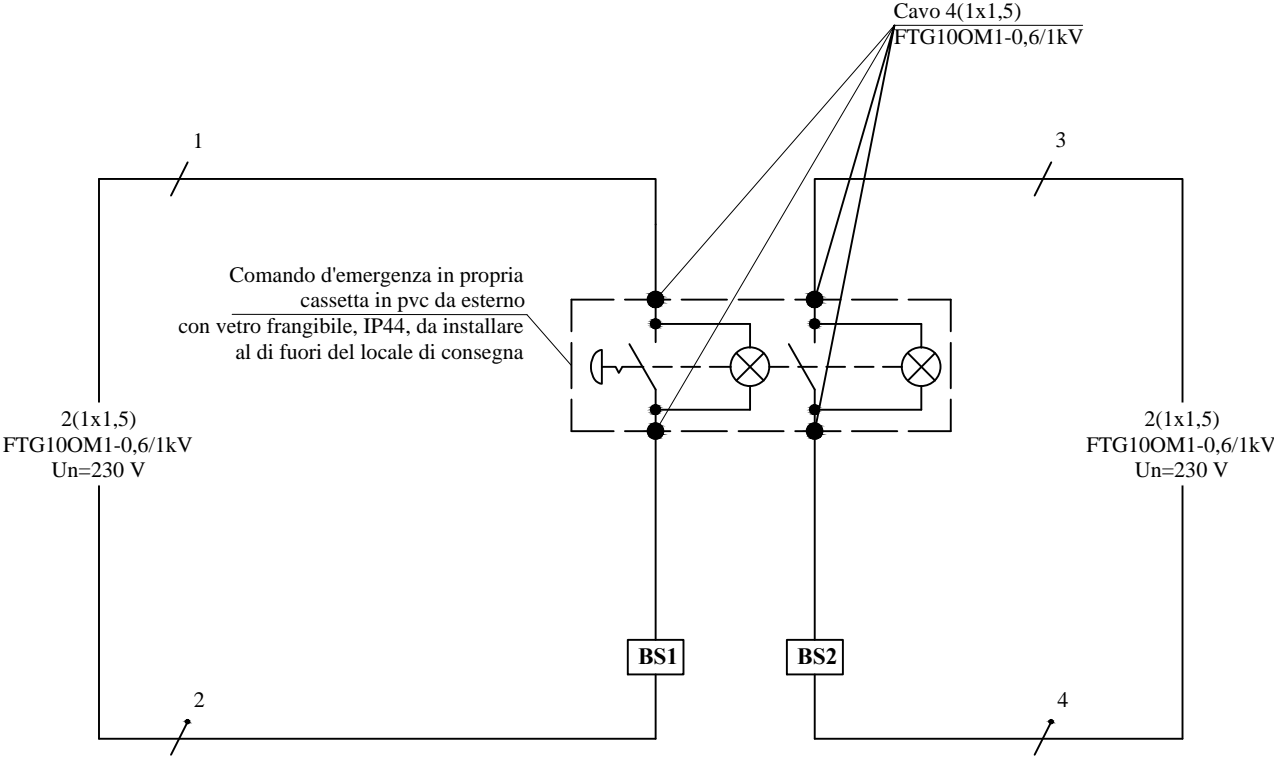 Cavo 4(1x1,5)
FTG10OM1-0,6/1kV
1
3
Comando d'emergenza in propria
cassetta in pvc da esterno
con vetro frangibile, IP44, da installare
al di fuori del locale di consegna
2(1x1,5)
FTG10OM1-0,6/1kV
Un=230 V
2(1x1,5)
FTG10OM1-0,6/1kV
Un=230 V
BS1
BS2
2
4